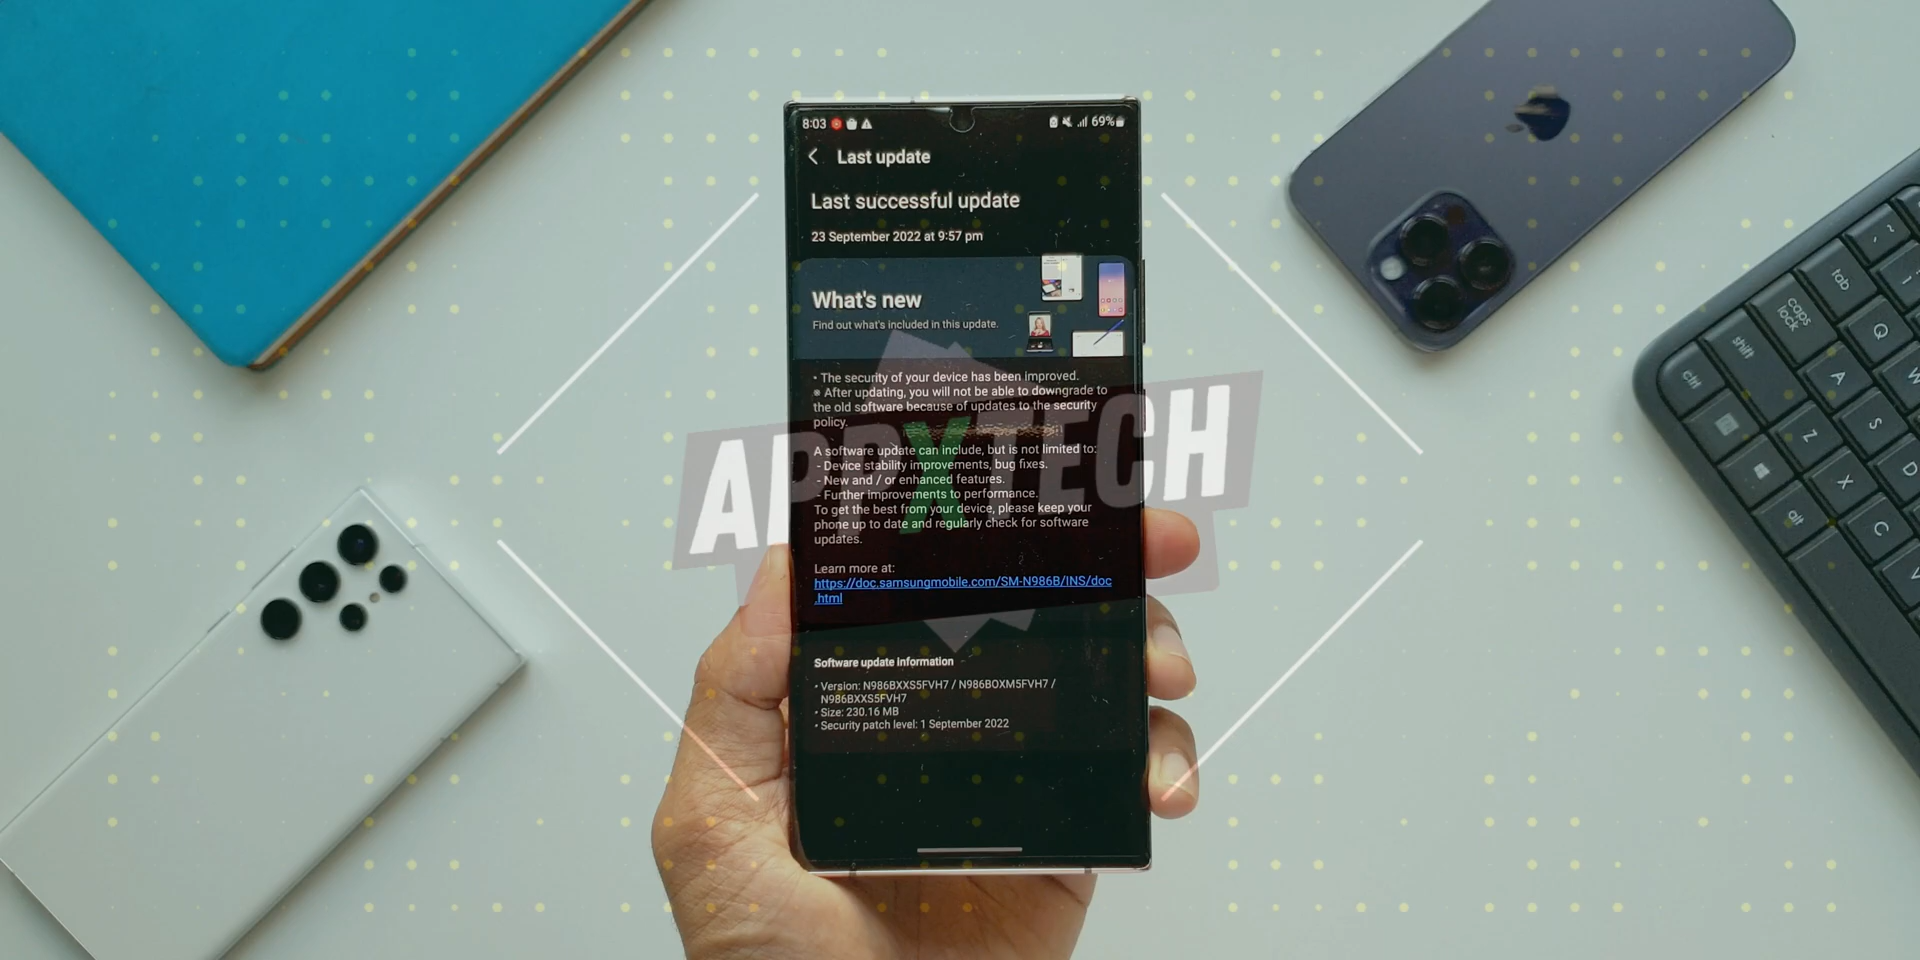 8:03
69%
Last update
Last successful update
23 September 2022 at 9:57 pm
What's new
Find out what's included in this update.
• The security of your device has been improved.
※ After updating, you will not be able to downgrade to
the old software because of updates to the security
policy.
A software update can include, but is not limited to:
- Device stability improvements, bug fixes.
- New and / or enhanced features.
- Further improvements to performance.
To get the best from your device, please keep your
phone up to date and regularly check for software
updates.
Learn more at:
https://doc.samsungmobile.com/SM-N986B/INS/doc
.html
Software update information
• Version: N986BXXS5FVH7 / N986BOXM5FVH7 /
N986BXXS5FVH7
• Size: 230.16 MB
• Security patch level: 1 September 2022
APPXTECH
tab
Q
caps
lock
A
S
D
shift
Z
X
C
V
ctrl
alt